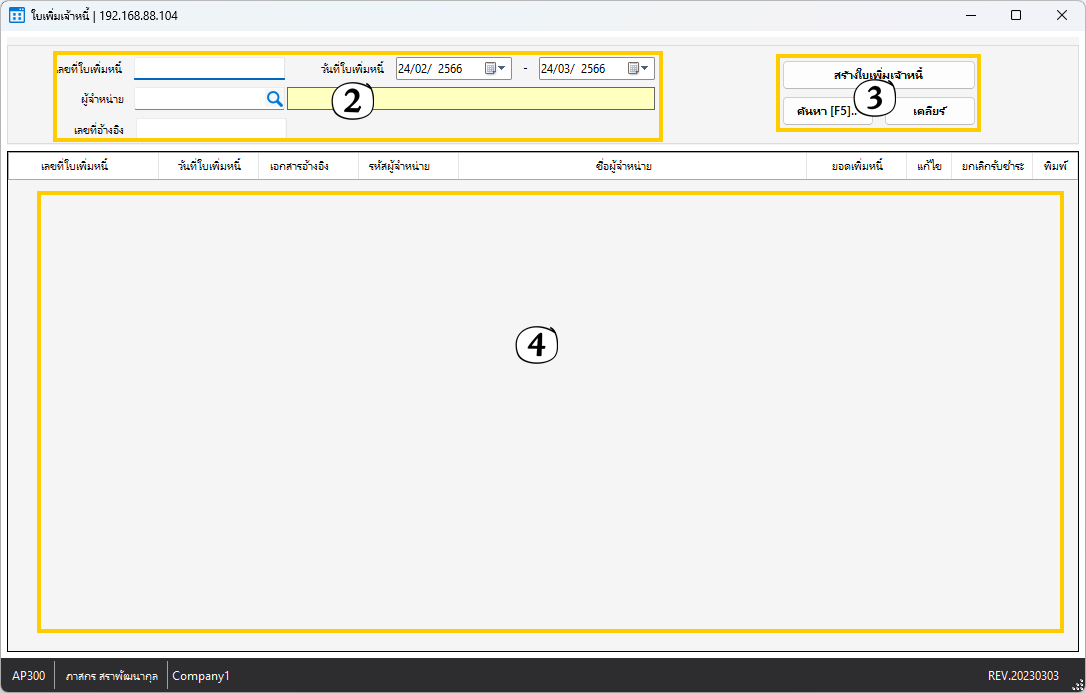 ใบเพิ่มเจ้าหนี้ | 192.168.88.104
เลขที่ใบเพิ่มหนี้ วันที่ใบเพิ่มหนี้ 24/02/ 2566 - 24/03/ 2566
สร้างใบเพิ่มเจ้าหนี้
ผู้จำหน่าย 2
3
ค้นหา [F5].. เคลียร์
เลขที่อ้างอิง
เลขที่ใบเพิ่มหนี้ วันที่ใบเพิ่มหนี้ เอกสารอ้างอิง รหัสผู้จำหน่าย ชื่อผู้จำหน่าย ยอดเพิ่มหนี้ แก้ไข ยกเลิกรับชำระ พิมพ์
4
AP300 ภาสกร สราพัฒนากุล Company1 REV.20230303